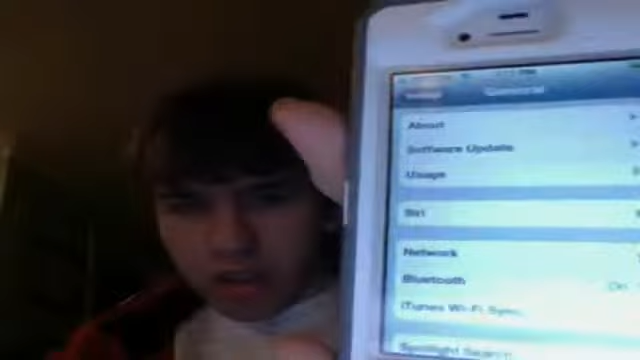 General
About
Software Update
Usage
Siri
Network
Bluetooth On
iTunes Wi-Fi Sync
Spotlight Search